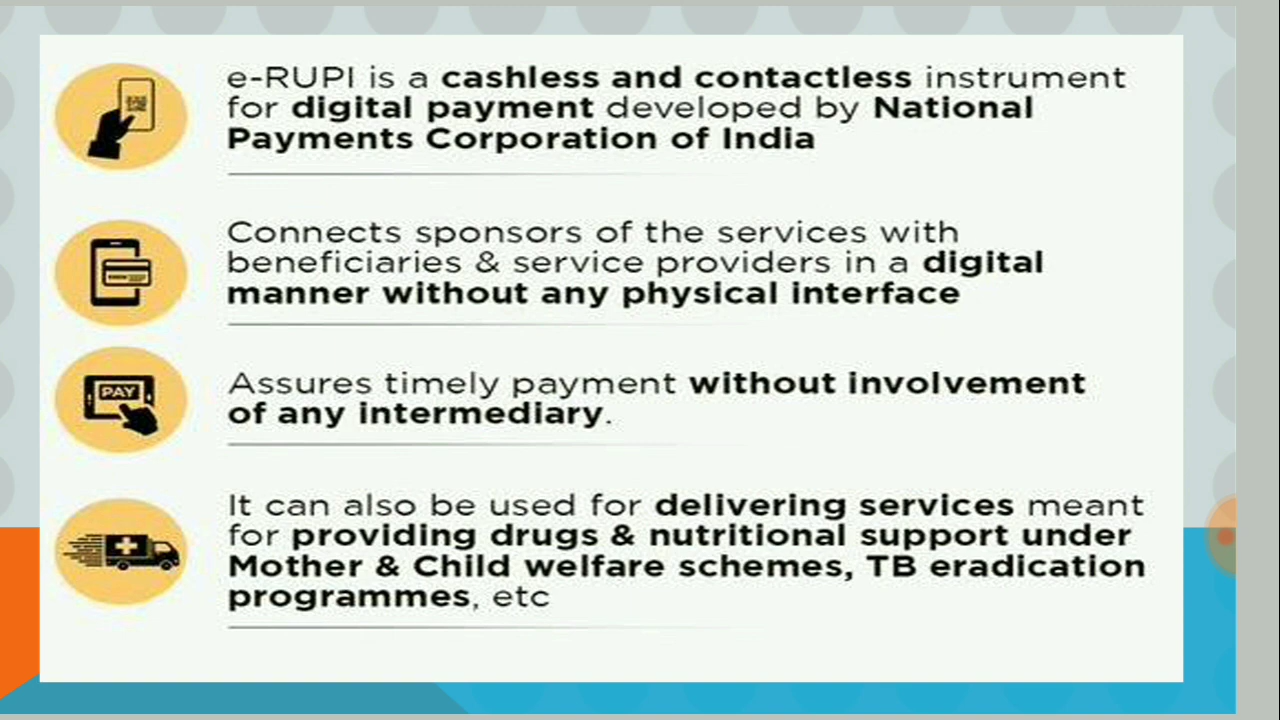 e-RUPI is a cashless and contactless instrument
for digital payment developed by National
Payments Corporation of India
Connects sponsors of the services with
beneficiaries & service providers in a digital
manner without any physical interface
PAY
Assures timely payment without involvement
of any intermediary.
It can also be used for delivering services meant
for providing drugs & nutritional support under
Mother & Child welfare schemes, TB eradication
programmes, etc